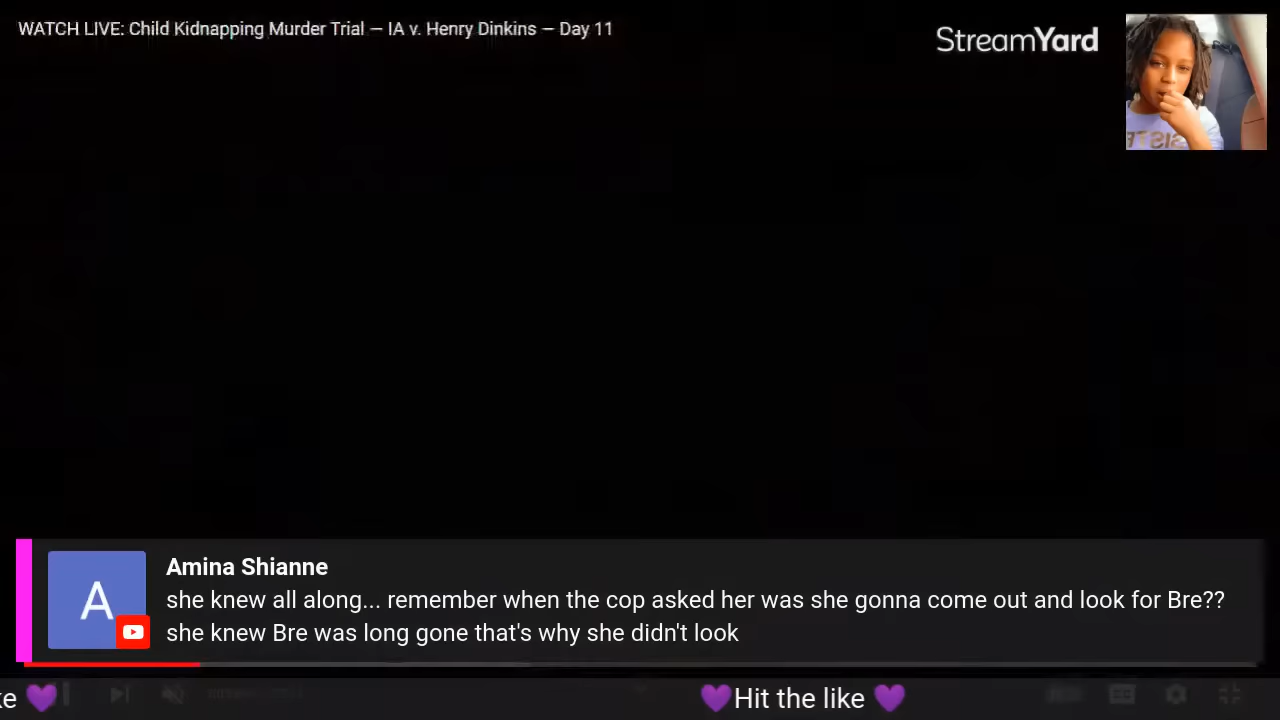 WATCH LIVE: Child Kidnapping Murder Trial — IA v. Henry Dinkins — Day 11
StreamYard
A
Amina Shianne
she knew all along... remember when the cop asked her was she gonna come out and look for Bre??
she knew Bre was long gone that's why she didn't look
ke 💜
💜Hit the like 💜